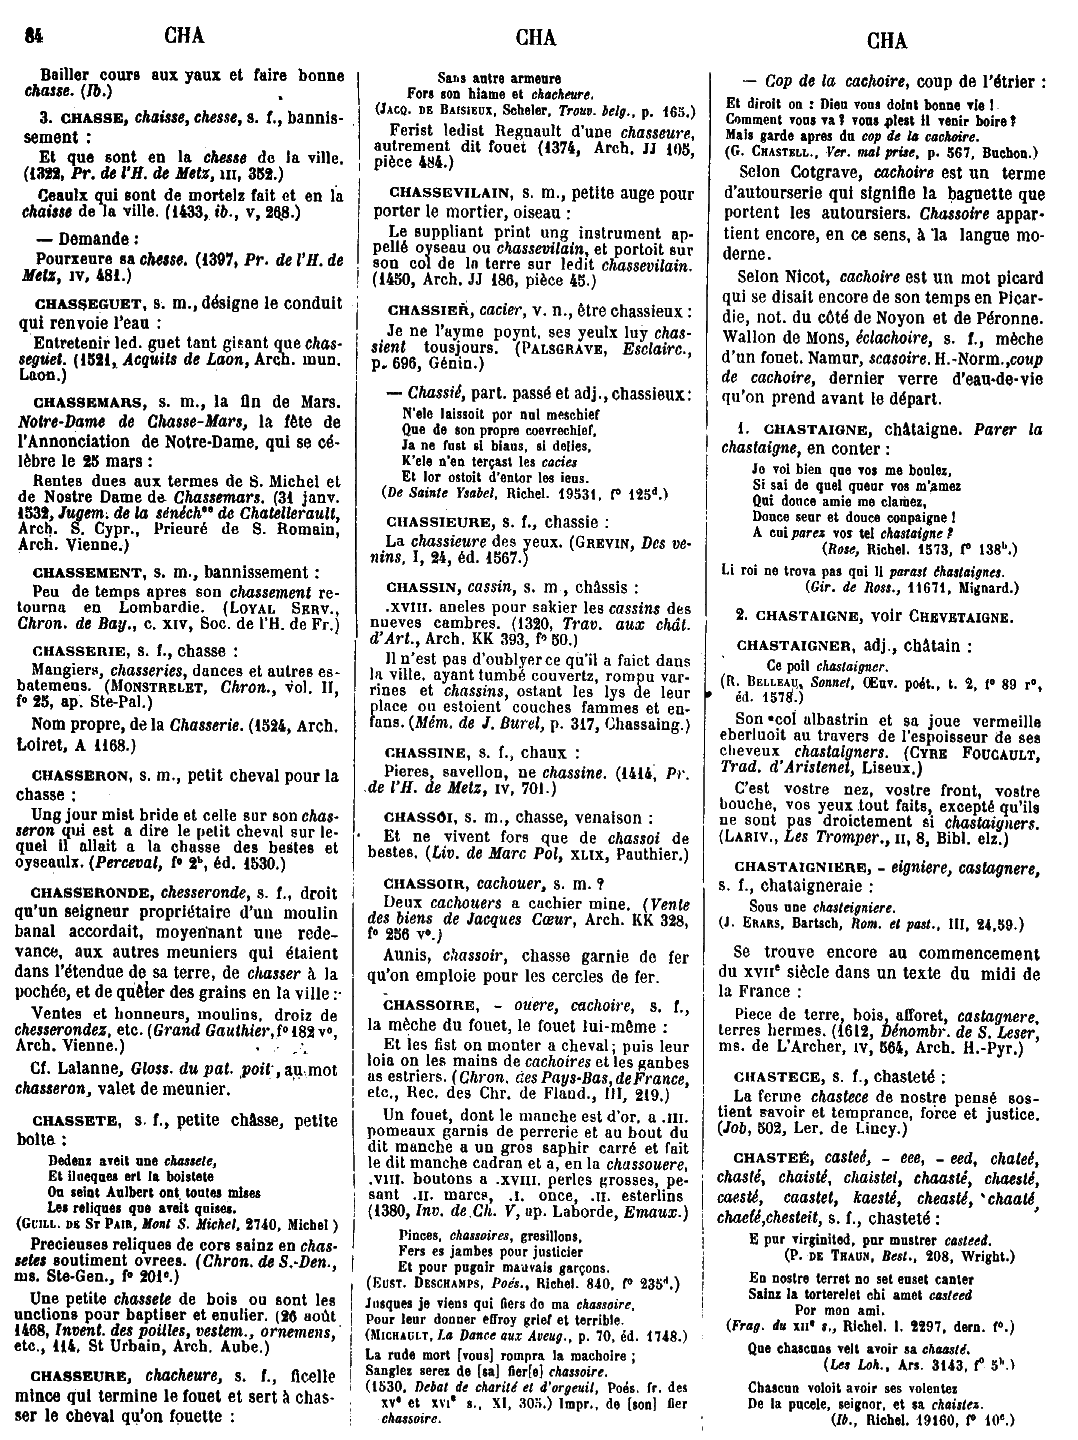 84 CHA
CHA
CHA
Bailler cours aux yaux et faire bonne
chasse. (Ib.)
3. CHASSE, chaisse, chesse, s. f., bannis-
sement :
Et que sont en la chesse de la ville.
(1322, Pr. de l'H. de Metz, III, 352.)
Ceaulx qui sont de mortelz fait et en la
chaisse de la ville. (1433, ib., V, 268.)
— Demande :
Pourxeure sa chesse. (1397, Pr. de l'H. de
Metz, IV, 481.)
CHASSEGUET, s. m., désigne le conduit
qui renvoie l'eau :
Entretenir led. guet tant gisant que chas-
seguet. (1521, Acquits de Laon, Arch. mun.
Laon.)
CHASSEMARS, s. m., la fin de Mars.
Notre-Dame de Chasse-Mars, la fête de
l'Annonciation de Notre-Dame, qui se cé-
lèbre le 25 mars :
Rentes dues aux termes de S. Michel et
de Nostre Dame de Chassemars. (31 janv.
1532, Jugem. de la sénéch** de Chatellerault,
Arch. S. Cypr., Prieuré de S. Romain,
Arch. Vienne.)
CHASSEMENT, s. m., bannissement :
Peu de temps apres son chassement re-
tourna en Lombardie. (LOYAL SERV.,
Chron. de Bay., c. XIV, Soc. de l'H. de Fr.)
CHASSERIE, s. f., chasse :
Mangiers, chasseries, dances et autres es-
batemens. (MONSTRELET, Chron., vol. II,
f° 25, ap. Ste-Pal.)
Nom propre, de la Chasserie. (1524, Arch.
Loiret, A 1168.)
CHASSERON, s. m., petit cheval pour la
chasse :
Ung jour mist bride et celle sur son chas-
seron qui est a dire le petit cheval sur le-
quel il allait a la chasse des bestes et
oyseaulx. (Perceval, f° 2ᵇ, éd. 1530.)
CHASSERONDE, chesseronde, s. f., droit
qu'un seigneur propriétaire d'un moulin
banal accordait, moyennant une rede-
vance, aux autres meuniers qui étaient
dans l'étendue de sa terre, de chasser à la
pochée, et de quêter des grains en la ville :
Ventes et honneurs, moulins, droiz de
chesserondez, etc. (Grand Gauthier, f° 182 v°,
Arch. Vienne.)
Cf. Lalanne, Gloss. du pat. poit., au mot
chasseron, valet de meunier.
CHASSETE, s. f., petite châsse, petite
boîte :
Dedenz aveit une chassete,
Et ilueques ert la boistete
Ou seint Aulbert ont toutes mises
Les reliques que aveit quises.
(GUILL. DE ST PAIR, Mont S. Michel, 2740, Michel)
Precieuses reliques de cors sainz en chas-
setes soutiment ovrees. (Chron. de S.-Den.,
ms. Ste-Gen., f° 201ᶜ.)
Une petite chassete de bois ou sont les
unctions pour baptiser et enulier. (26 août
1468, Invent. des poilles, vestem., ornemens,
etc., 114, St Urbain, Arch. Aube.)
CHASSEURE, chacheure, s. f., ficelle
mince qui termine le fouet et sert à chas-
ser le cheval qu'on fouette :
Sans autre armeure
Fors son hiame et chacheure.
(JACQ. DE BAISIEUX, Scheler, Trouv. belg., p. 165.)
Ferist ledist Regnault d'une chasseure,
autrement dit fouet (1374, Arch. JJ 105,
pièce 484.)
CHASSEVILAIN, s. m., petite auge pour
porter le mortier, oiseau :
Le suppliant print ung instrument ap-
pellé oyseau ou chassevilain, et portoit sur
son col de la terre sur ledit chassevilain.
(1450, Arch. JJ 186, pièce 45.)
CHASSIER, cacier, v. n., être chassieux :
Je ne l'ayme poynt, ses yeulx luy chas-
sient tousjours. (PALSGRAVE, Esclairc.,
p. 696, Génin.)
— Chassié, part. passé et adj., chassieux :
N'ele laissoit por nul meschief
Que de son propre coevrechief,
Ja ne fust si biaus, si delies,
K'ele n'en terçast les cacies
Et lor ostoit d'entor les ieus.
(De Sainte Ysabel, Richel. 19531, f° 125ᵈ.)
CHASSIEURE, s. f., chassie :
La chassieure des yeux. (GREVIN, Des ve-
nins, I, 24, éd. 1567.)
CHASSIN, cassin, s. m , châssis :
.XVIII. aneles pour sakier les cassins des
nueves cambres. (1320, Trav. aux chât.
d'Art., Arch. KK 393, f° 50.)
Il n'est pas d'oublyer ce qu'il a faict dans
la ville, ayant tumbé couvertz, rompu var-
rines et chassins, ostant les lys de leur
place ou estoient couches fammes et en-
fans. (Mém. de J. Burel, p. 317, Chassaing.)
CHASSINE, s. f., chaux :
Pieres, savellon, ne chassine. (1414, Pr.
de l'H. de Metz, IV, 701.)
CHASSOI, s. m., chasse, venaison :
Et ne vivent fors que de chassoi de
bestes. (Liv. de Marc Pol, XLIX, Pauthier.)
CHASSOIR, cachouer, s. m. ?
Deux cachouers a cachier mine. (Vente
des biens de Jacques Cœur, Arch. KK 328,
f° 256 v°.)
Aunis, chassoir, chasse garnie de fer
qu'on emploie pour les cercles de fer.
CHASSOIRE, - ouere, cachoire, s. f.,
la mèche du fouet, le fouet lui-même :
Et les fist on monter a cheval ; puis leur
loia on les mains de cachoires et les ganbes
as estriers. (Chron. des Pays-Bas, de France,
etc., Rec. des Chr. de Fland., III, 219.)
Un fouet, dont le manche est d'or, a .III.
pomeaux garnis de perrerie et au bout du
dit manche a un gros saphir carré et fait
le dit manche cadran et a, en la chassouere,
.VIII. boutons a .XVIII. perles grosses, pe-
sant .II. marcs, .I. once, .II. esterlins
(1380, Inv. de Ch. V, ap. Laborde, Emaux.)
Pinces, chassoires, gresillons,
Fers es jambes pour justicier
Et pour pugnir mauvais garçons.
(EUST. DESCHAMPS, Poés., Richel. 840, f° 235ᵈ.)
Jusques je viens qui fiers de ma chassoire,
Pour leur donner effroy grief et terrible.
(MICHAULT, La Dance aux Aveug., p. 70, éd. 1748.)
La rude mort [vous] rompra la machoire ;
Sanglez serez de [sa] fier[e] chassoire.
(1530, Debat de charité et d'orgeuil, Poés. fr. des
XVᵉ et XVIᵉ s., XI, 305.) Impr., de [son] fier
chassoire.
— Cop de la cachoire, coup de l'étrier :
Et diroit on : Dieu vous doint bonne vie !
Comment vous va ? vous plest il venir boire ?
Mais garde apres du cop de la cachoire.
(G. CHASTELL., Ver. mal prise, p. 567, Buchon.)
Selon Cotgrave, cachoire est un terme
d'autourserie qui signifie la baguette que
portent les autoursiers. Chassoire appar-
tient encore, en ce sens, à la langue mo-
derne.
Selon Nicot, cachoire est un mot picard
qui se disait encore de son temps en Picar-
die, not. du côté de Noyon et de Péronne.
Wallon de Mons, éclachoire, s. f., mèche
d'un fouet. Namur, scasoire. H.-Norm., coup
de cachoire, dernier verre d'eau-de-vie
qu'on prend avant le départ.
1. CHASTAIGNE, châtaigne. Parer la
chastaigne, en conter :
Je voi bien que vos me boulez,
Si sai de quel queur vos m'amez
Qui douce amie me clamez,
Douce seur et douce conpaigne !
A cui parez vos tel chastaigne ?
(Rose, Richel. 1573, f° 138ᵇ.)
Li roi ne trova pas qui li parast chastaignes.
(Gir. de Ross., 11671, Mignard.)
2. CHASTAIGNE, voir CHEVETAIGNE.
CHASTAIGNER, adj., châtain :
Ce poil chastaigner.
(R. BELLEAU, Sonnet, Œuv. poét., t. 2, f° 89 r°,
éd. 1578.)
Son col albastrin et sa joue vermeille
eberluoit au travers de l'espoisseur de ses
cheveux chastaigners. (CYRE FOUCAULT,
Trad. d'Aristenet, Liseux.)
C'est vostre nez, vostre front, vostre
bouche, vos yeux tout faits, excepté qu'ils
ne sont pas droictement si chastaigners.
(LARIV., Les Tromper., II, 8, Bibl. elz.)
CHASTAIGNIERE, - eigniere, castagnere,
s. f., chataigneraie :
Sous une chasteigniere.
(J. ERARS, Bartsch, Rom. et past., III, 24,59.)
Se trouve encore au commencement
du XVIIᵉ siècle dans un texte du midi de
la France :
Piece de terre, bois, afforet, castagnere,
terres hermes. (1612, Dénombr. de S. Leser,
ms. de L'Archer, IV, 564, Arch. H.-Pyr.)
CHASTECE, s. f., chasteté :
La ferme chastece de nostre pensé sos-
tient savoir et temprance, force et justice.
(Job, 502, Ler. de Lincy.)
CHASTEÉ, casteé, - eee, - eed, chaleé,
chasté, chaisté, chaistet, chaasté, chaesté,
caesté, caastet, kaesté, cheasté, chaaté,
chaeté, chesteit, s. f., chasteté :
E pur virginited, pur mustrer casteed.
(P. DE THAUN, Best., 208, Wright.)
En nostre terret no set euset canter
Sainz la torterelet chi amet casteed
Por mon ami.
(Frag. du XIIᵉ s., Richel. l. 2297, dern. f°.)
Que chascuns velt avoir sa chaasté.
(Les Loh., Ars. 3143, f° 5ᵇ.)
Chascun voloit avoir ses volentez
De la pucele, seignor, et sa chaistez.
(Ib., Richel. 19160, f° 10ᶜ.)